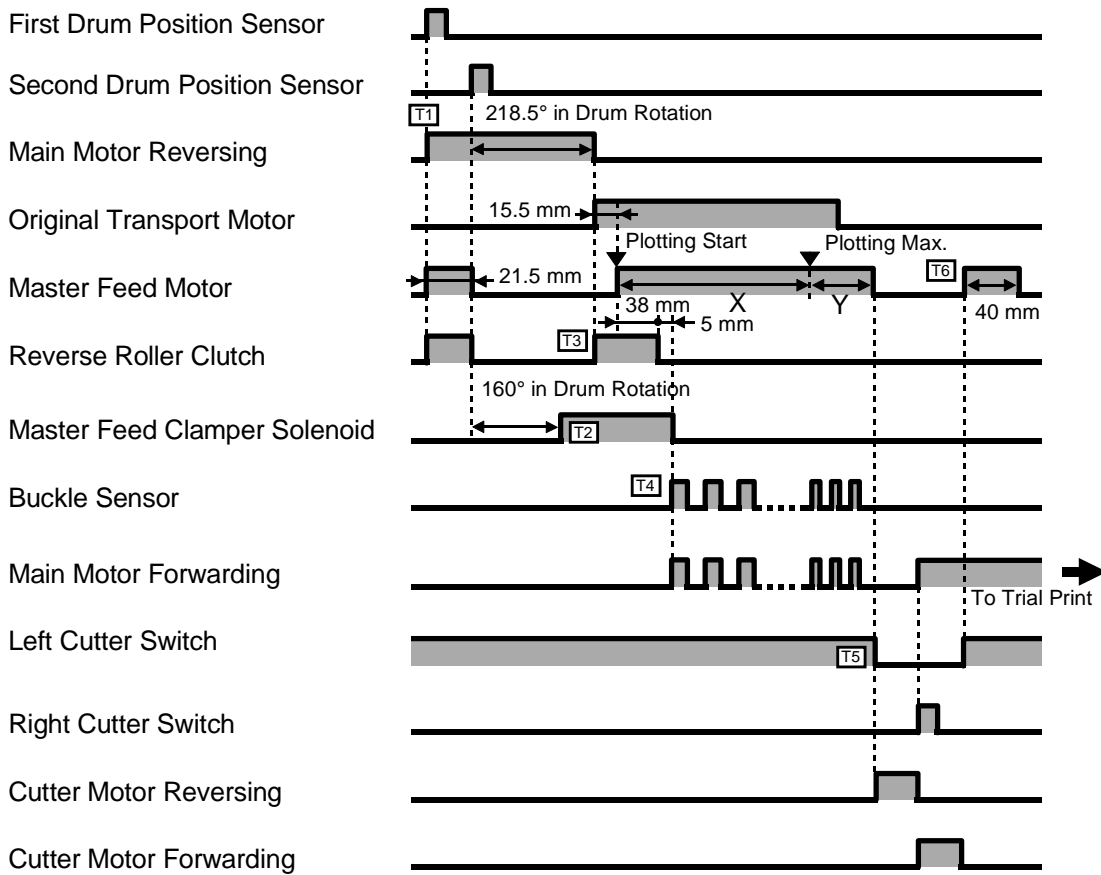 First Drum Position Sensor
Second Drum Position Sensor
T1
218.5° in Drum Rotation
Main Motor Reversing
Original Transport Motor
15.5 mm
Plotting Start
Plotting Max.
Master Feed Motor
21.5 mm
T6
38 mm
X
Y
40 mm
5 mm
Reverse Roller Clutch
T3
160° in Drum Rotation
Master Feed Clamper Solenoid
T2
Buckle Sensor
T4
Main Motor Forwarding
To Trial Print
Left Cutter Switch
T5
Right Cutter Switch
Cutter Motor Reversing
Cutter Motor Forwarding